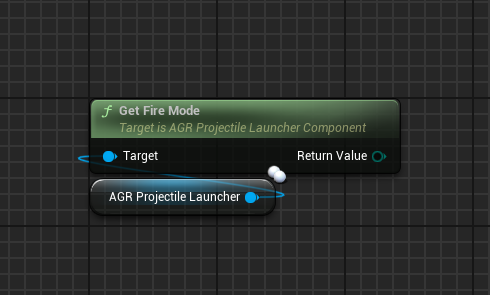 f Get Fire Mode
Target is AGR Projectile Launcher Component
Target Return Value
AGR Projectile Launcher